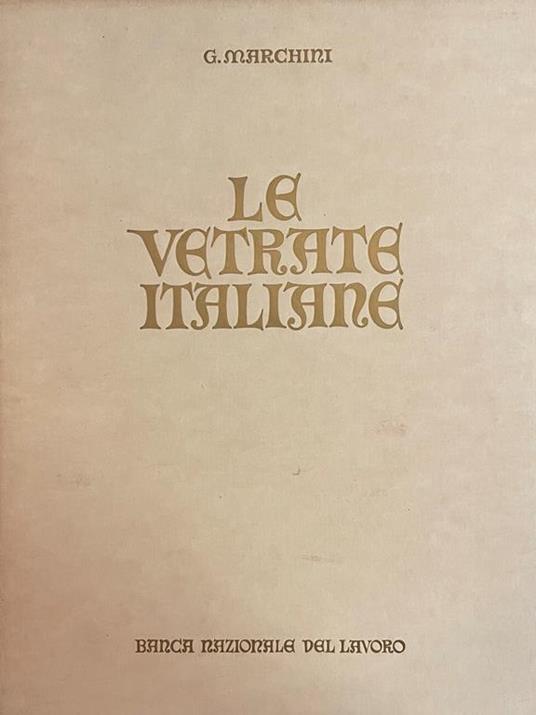 G. MARCHINI
LE
VETRATE
ITALIANE
BANCA NAZIONALE DEL LAVORO